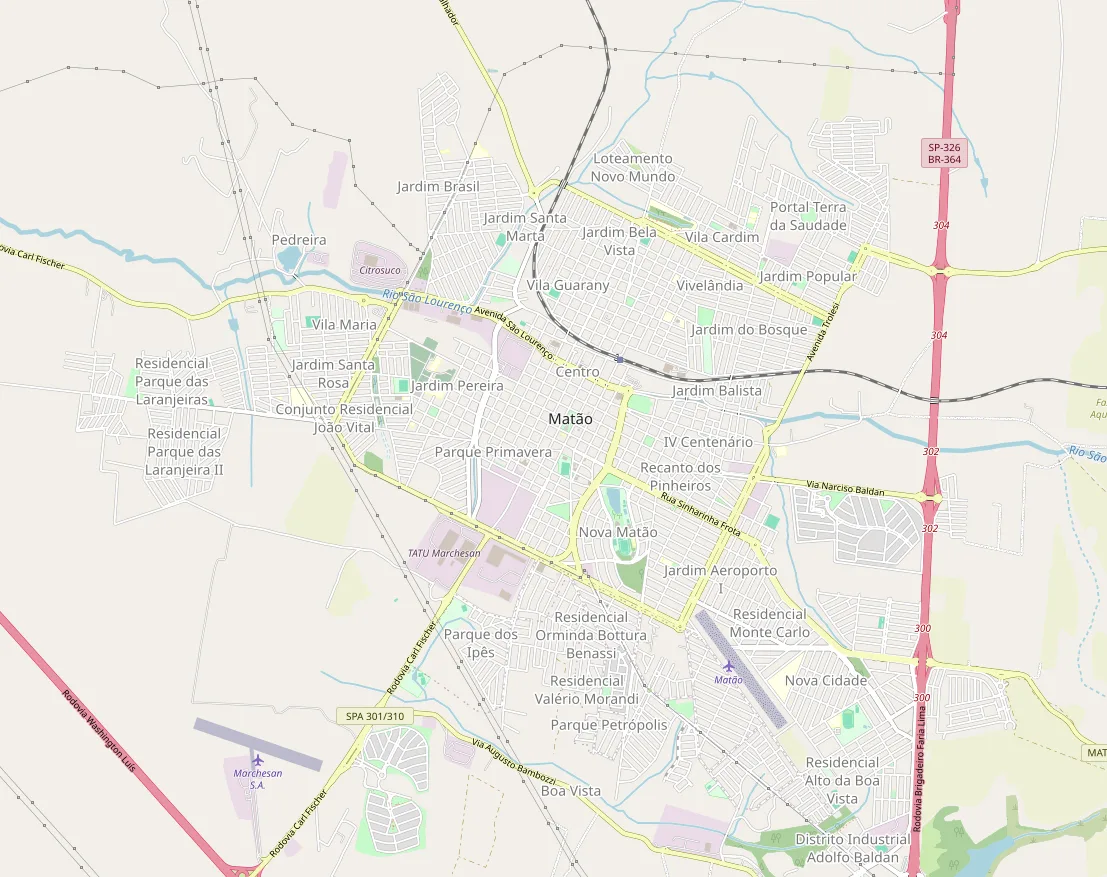 Loteamento
Novo Mundo
SP-326
BR-364
Jardim Brasil
Jardim Santa
Marta
Jardim Bela
Vista
Vila Cardim
Portal Terra
da Saudade
304
Pedreira
Citrosuco
Rodovia Carl Fischer
Vila Guarany
Vivelândia
Jardim Popular
Rio São Lourenço
Avenida São Lourenço
Vila Maria
Jardim do Bosque
Avenida Trolesi
304
Residencial
Parque das
Laranjeiras
Jardim Santa
Rosa
Jardim Pereira
Centro
Jardim Balista
Conjunto Residencial
João Vital
Matão
Residencial
Parque das
Laranjeira II
Parque Primavera
IV Centenário
302
Rio São
Recanto dos
Pinheiros
Via Narciso Baldan
Rua Sinharinha Frota
302
Nova Matão
TATU Marchesan
Jardim Aeroporto
I
Residencial
Orminda Bottura
Benassi
Residencial
Monte Carlo
300
Parque dos
Ipês
Rodovia Carl Fischer
Matão
Nova Cidade
Residencial
Valério Morandi
300
SPA 301/310
Parque Petrópolis
Rodovia Washington Luis
Via Augusto Bambozzi
Rodovia Brigadeiro Faria Lima
MAT
Marchesan
S.A.
Residencial
Alto da Boa
Vista
Boa Vista
Rodovia Carl Fischer
Distrito Industrial
Adolfo Baldan